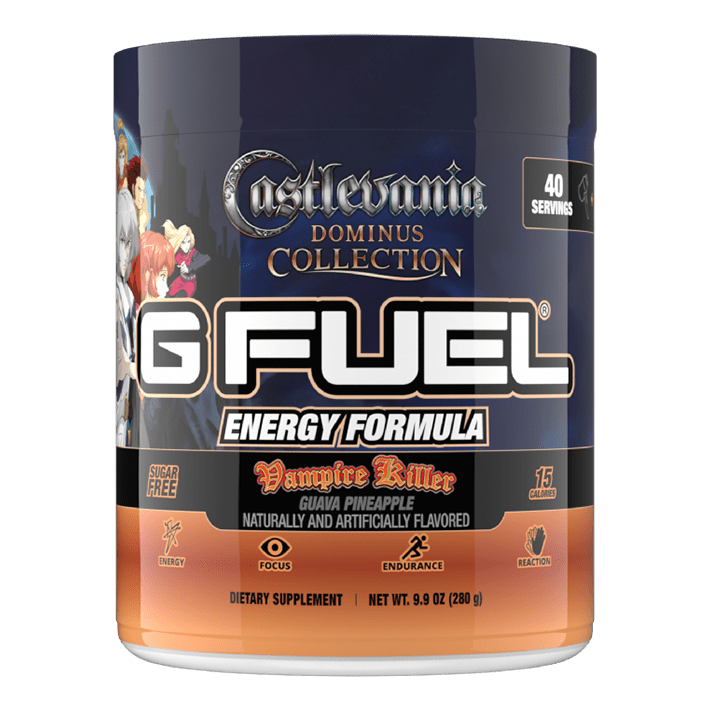 Castlevania
DOMINUS
COLLECTION
40
SERVINGS
G FUEL®
ENERGY FORMULA
SUGAR
FREE
Vampire Killer
GUAVA PINEAPPLE
NATURALLY AND ARTIFICIALLY FLAVORED
15
CALORIES
ENERGY
FOCUS
ENDURANCE
REACTION
DIETARY SUPPLEMENT | NET WT. 9.9 OZ (280 g)